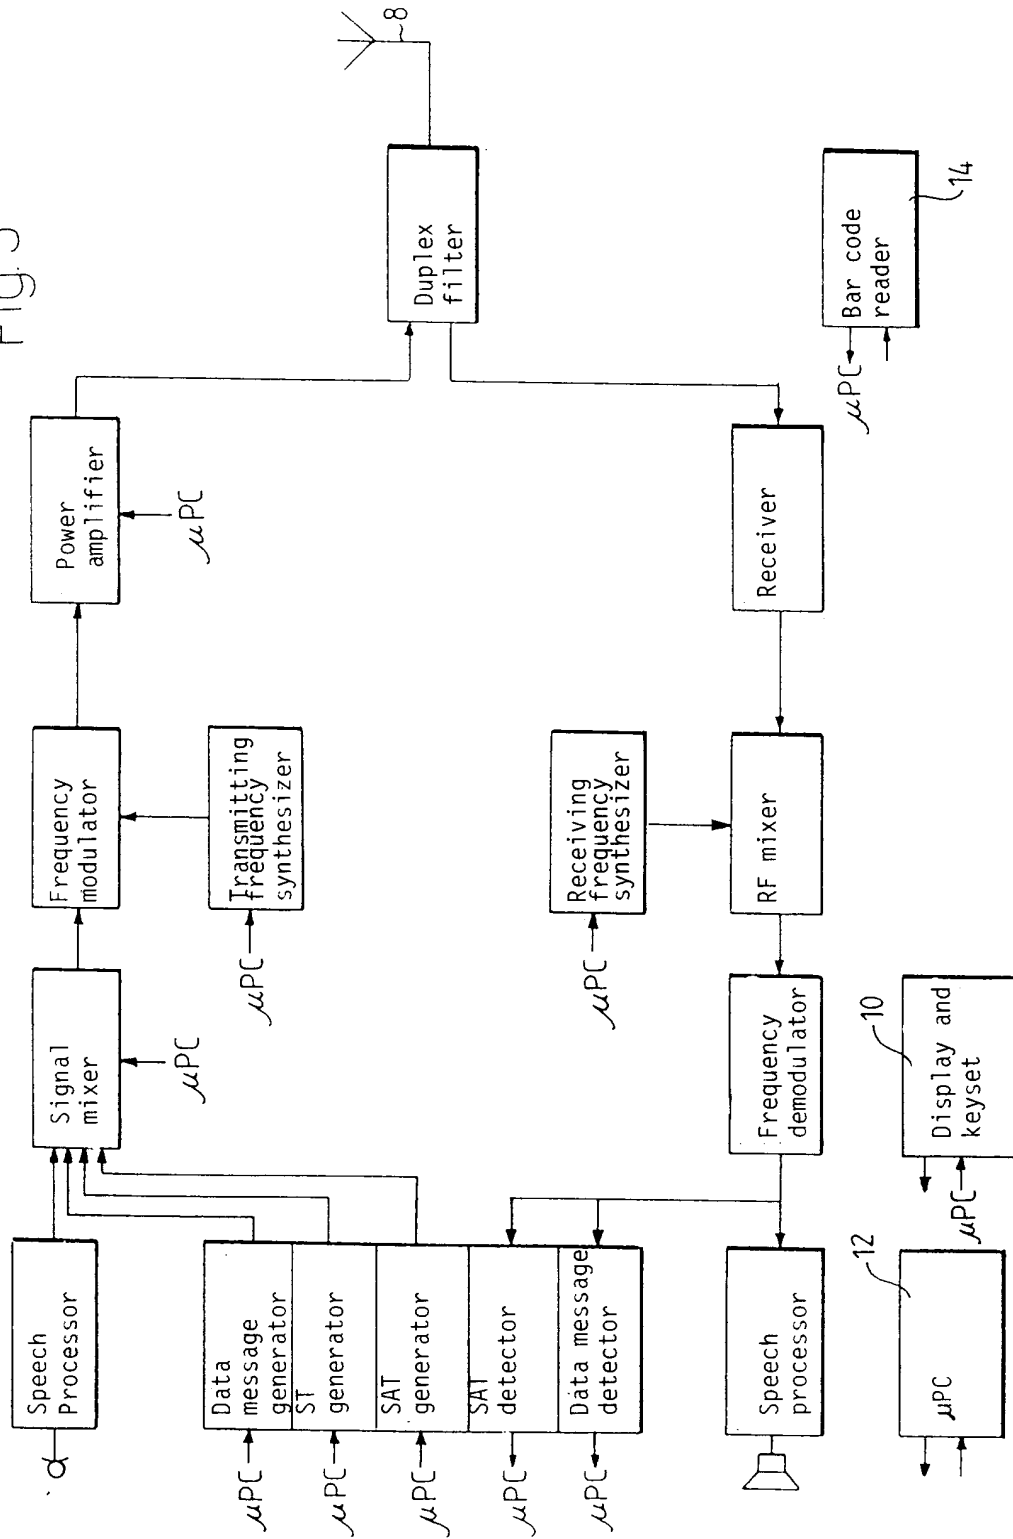 Fig. 3
8
Speech
Processor
Signal
mixer
μPC
Frequency
modulator
Power
amplifier
μPC
Duplex
filter
Transmitting
frequency
synthesizer
μPC
Data
message
generator
μPC
ST
generator
μPC
SAT
generator
μPC
SAT
detector
μPC
Data message
detector
μPC
Receiving
frequency
synthesizer
μPC
Speech
processor
Frequency
demodulator
RF mixer
Receiver
12
μPC
10
Display and
keyset
μPC
Bar code
reader
μPC
14